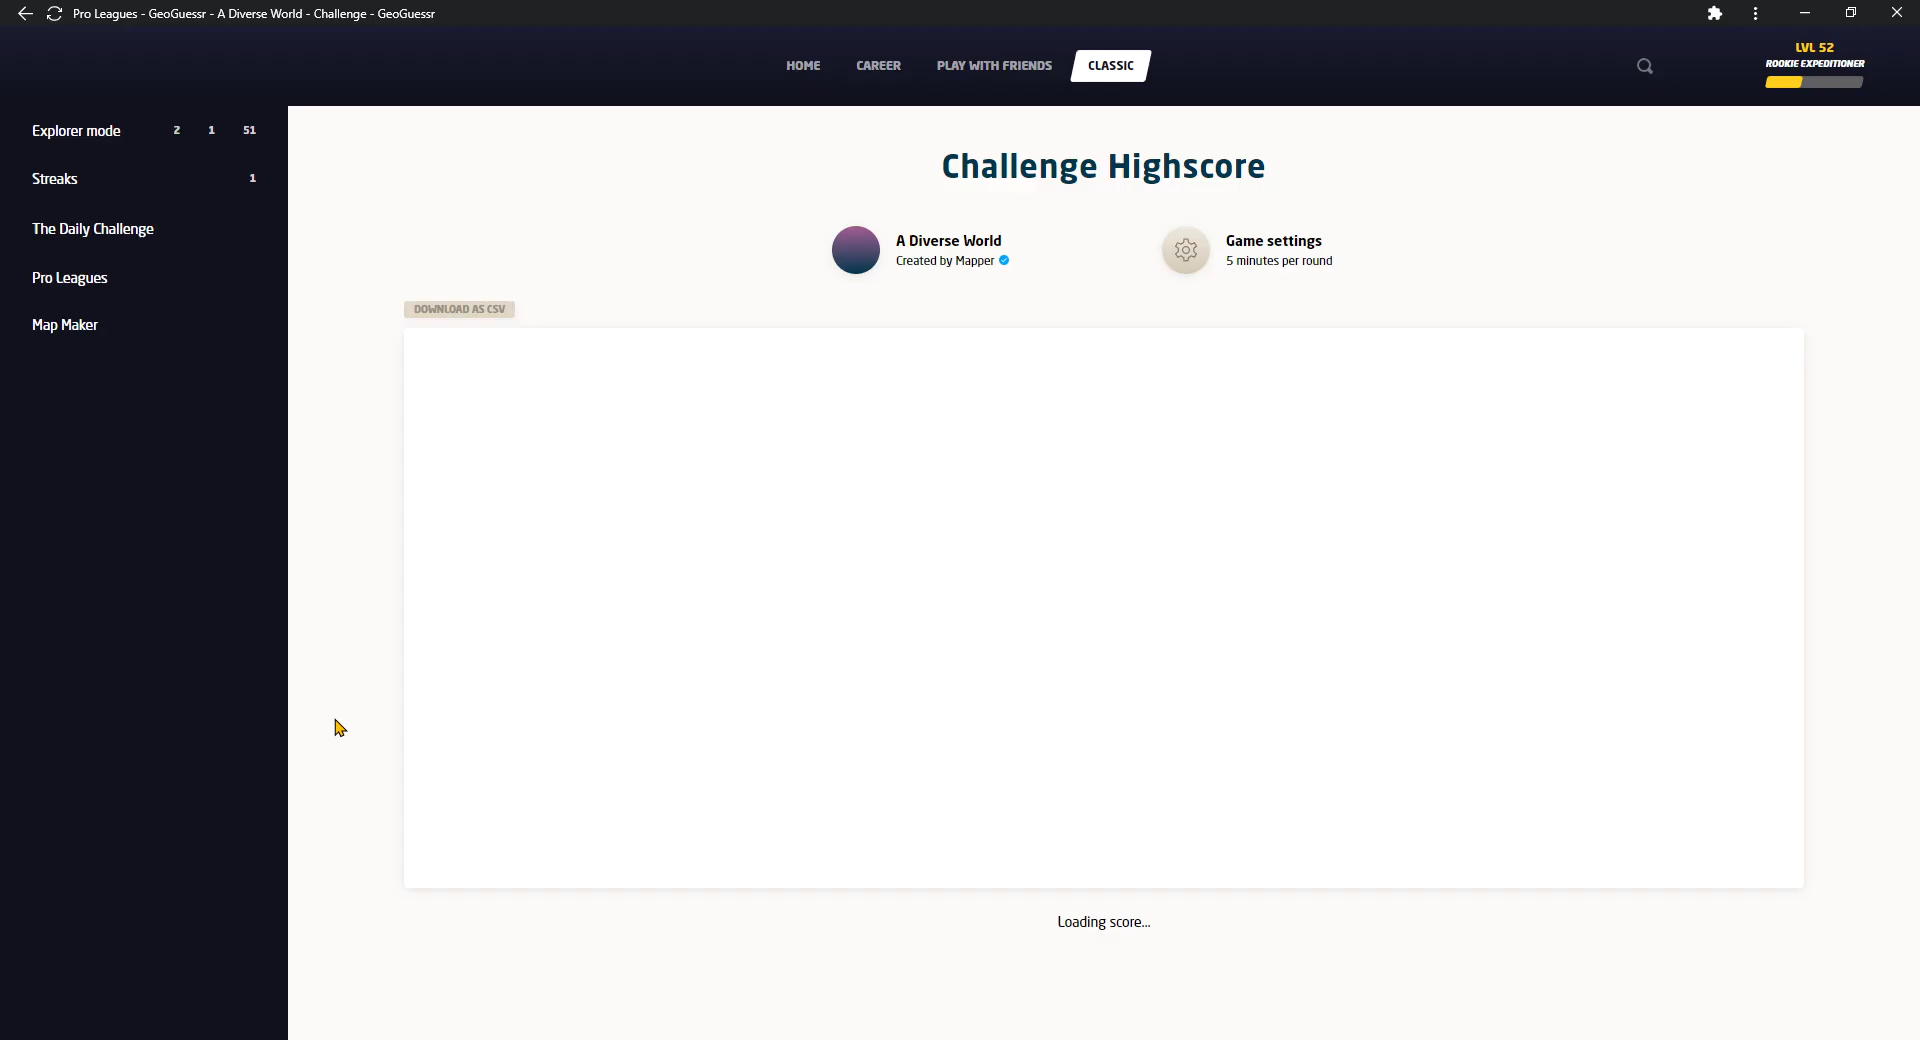 Pro Leagues - GeoGuessr - A Diverse World - Challenge - GeoGuessr
HOME CAREER PLAY WITH FRIENDS CLASSIC
LVL 52
ROOKIE EXPEDITIONER
Explorer mode 2 1 51
Streaks 1
The Daily Challenge
Pro Leagues
Map Maker
Challenge Highscore
A Diverse World
Created by Mapper
Game settings
5 minutes per round
DOWNLOAD AS CSV
Loading score...